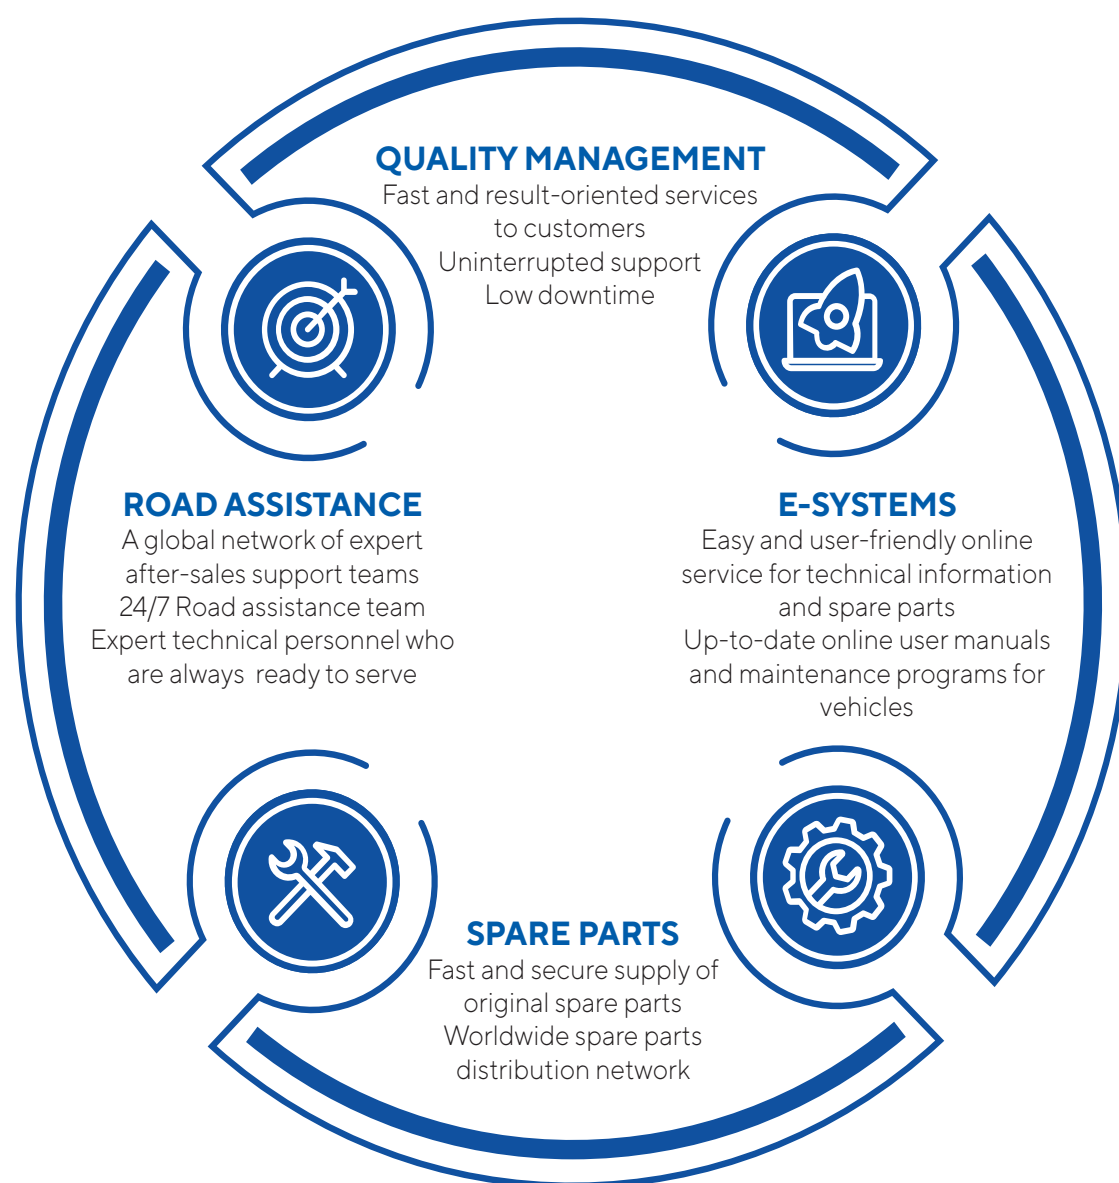 QUALITY MANAGEMENT
Fast and result-oriented services
to customers
Uninterrupted support
Low downtime
ROAD ASSISTANCE
A global network of expert
after-sales support teams
24/7 Road assistance team
Expert technical personnel who
are always  ready to serve
E-SYSTEMS
Easy and user-friendly online
service for technical information
and spare parts
Up-to-date online user manuals
and maintenance programs for
vehicles
SPARE PARTS
Fast and secure supply of
original spare parts
Worldwide spare parts
distribution network